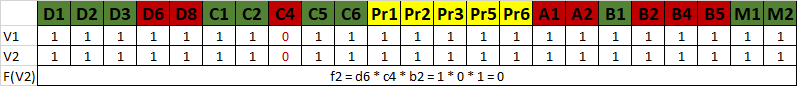 D1 D2 D3 D6 D8 C1 C2 C4 C5 C6 Pr1 Pr2 Pr3 Pr5 Pr6 A1 A2 B1 B2 B4 B5 M1 M2
V1 1 1 1 1 1 1 1 0 1 1 1 1 1 1 1 1 1 1 1 1 1 1 1
V2 1 1 1 1 1 1 1 0 1 1 1 1 1 1 1 1 1 1 1 1 1 1 1
F(V2) f2 = d6 * c4 * b2 = 1 * 0 * 1 = 0